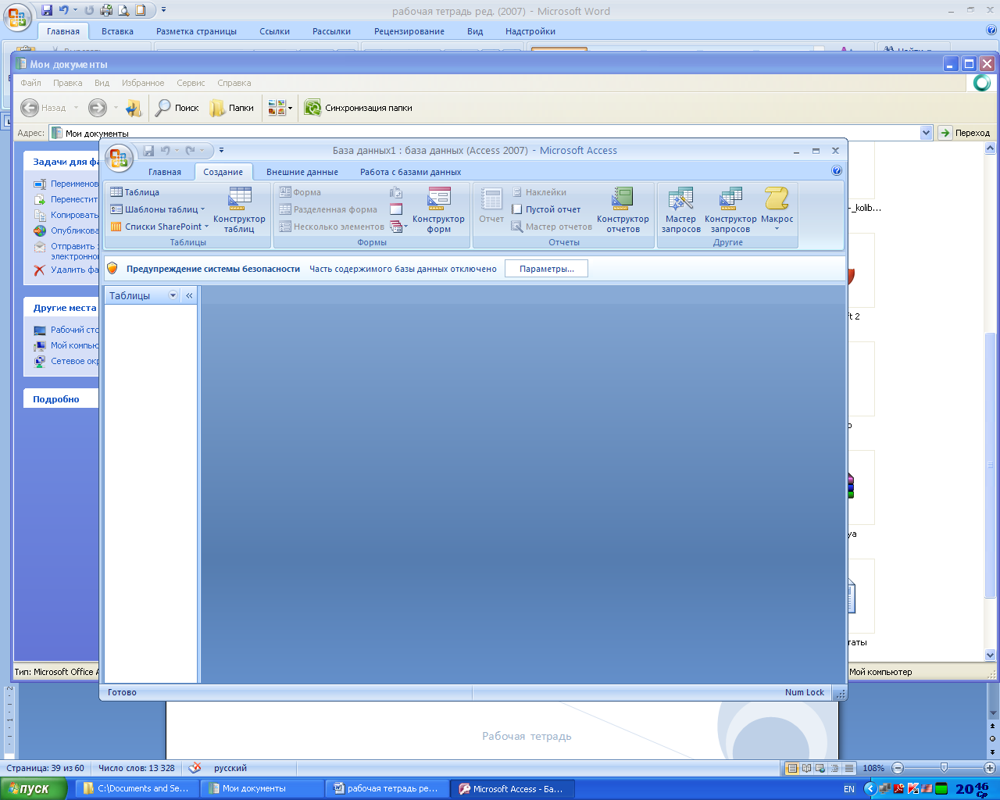 рабочая тетрадь ред. (2007) - Microsoft Word
Главная Вставка Разметка страницы Ссылки Рассылки Рецензирование Вид Надстройки
Мои документы
Файл Правка Вид Избранное Сервис Справка
Назад Поиск Папки Синхронизация папки
Адрес: Мои документы Переход
База данных1 : база данных (Access 2007) - Microsoft Access
Главная Создание Внешние данные Работа с базами данных
Таблица
Шаблоны таблиц
Списки SharePoint
Конструктор таблиц
Таблицы
Форма
Разделенная форма
Несколько элементов
Конструктор форм
Формы
Отчет
Наклейки
Пустой отчет
Мастер отчетов
Конструктор отчетов
Отчеты
Мастер запросов
Конструктор запросов
Макрос
Другие
Предупреждение системы безопасности Часть содержимого базы данных отключено Параметры...
Таблицы «
Готово Num Lock
Задачи для фа
Переименов
Переместит
Копировать
Опубликова
Отправить э
электронної
Удалить фа
Другие места
Рабочий сто
Мой компью
Сетевое окр
Подробно
-_kolib...
ft 2
ya
таты
Тип: Microsoft Office A Мой компьютер
Рабочая тетрадь
Страница: 39 из 60 Число слов: 13 328 русский 108%
пуск C:\Documents and Se... Мои документы рабочая тетрадь ре... Microsoft Access - Ба... EN 20 46 Ср